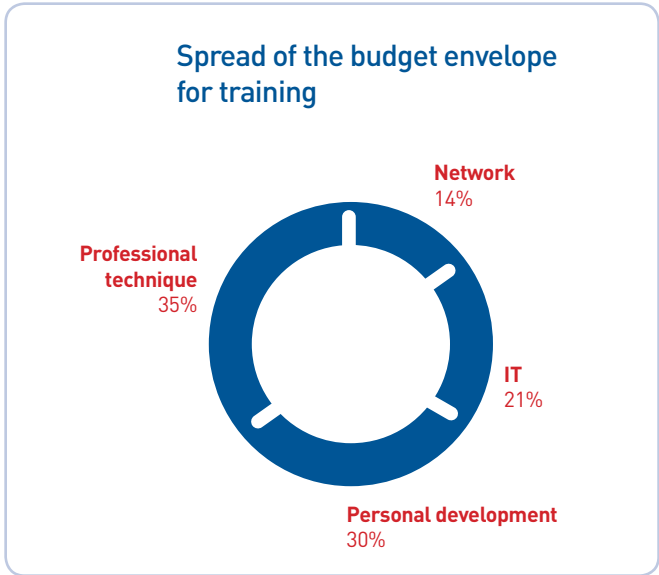 Spread of the budget envelope
for training
Network
14%
Professional
technique
35%
IT
21%
Personal development
30%